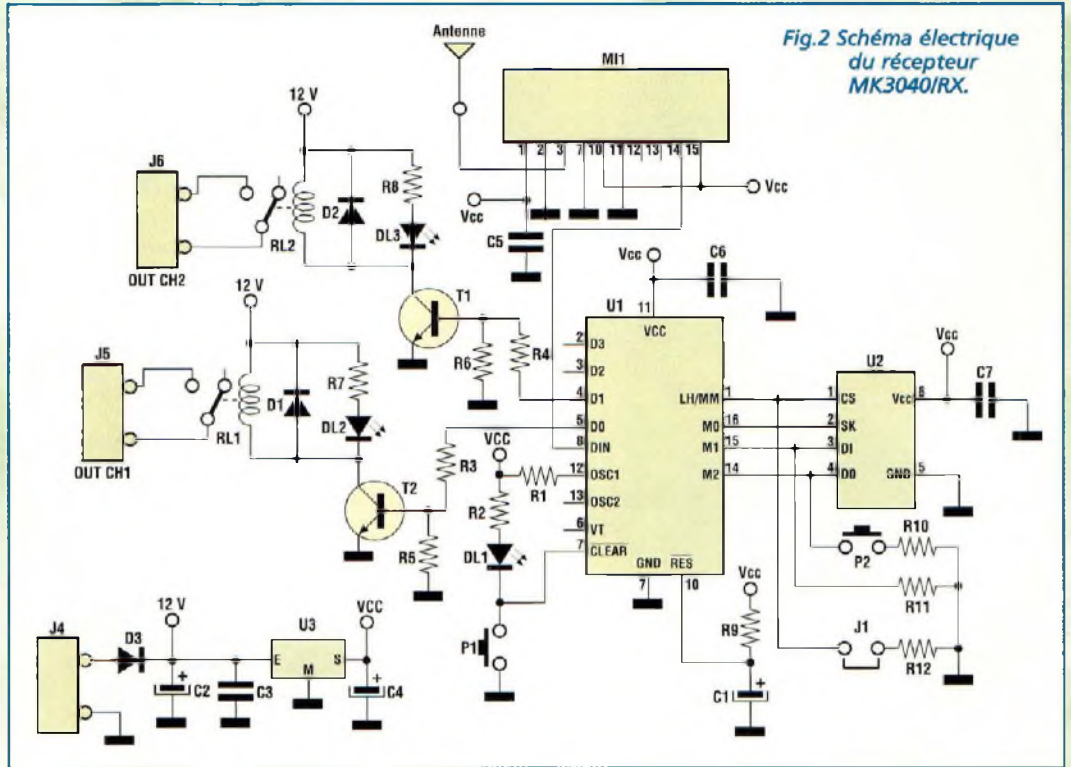 Fig.2 Schéma électrique
du récepteur
MK3040/RX.
Antenne
MI1
1 2 3 7 10 11 12 13 14 15
Vcc
Vcc
C5
12 V
J6
R8
D2
DL3
RL2
OUT CH2
T1
R6
R4
12 V
J5
R7
D1
DL2
RL1
OUT CH1
T2
R5
R3
Vcc
C6
U1
11
VCC
2 D3
3 D2
4 D1
5 D0
8 DIN
12 OSC1
13 OSC2
6 VT
7 CLEAR
LH/MM 1
M0 16
M1 15
M2 14
GND
7
RES
10
VCC
R1
R2
DL1
P1
U2
1 CS
2 SK
3 DI
4 DO
Vcc 8
GND 5
Vcc
C7
P2
R10
R11
J1
R12
Vcc
R9
C1
+
J4
D3
12 V
+
C2
C3
U3
E
M
S
VCC
+
C4